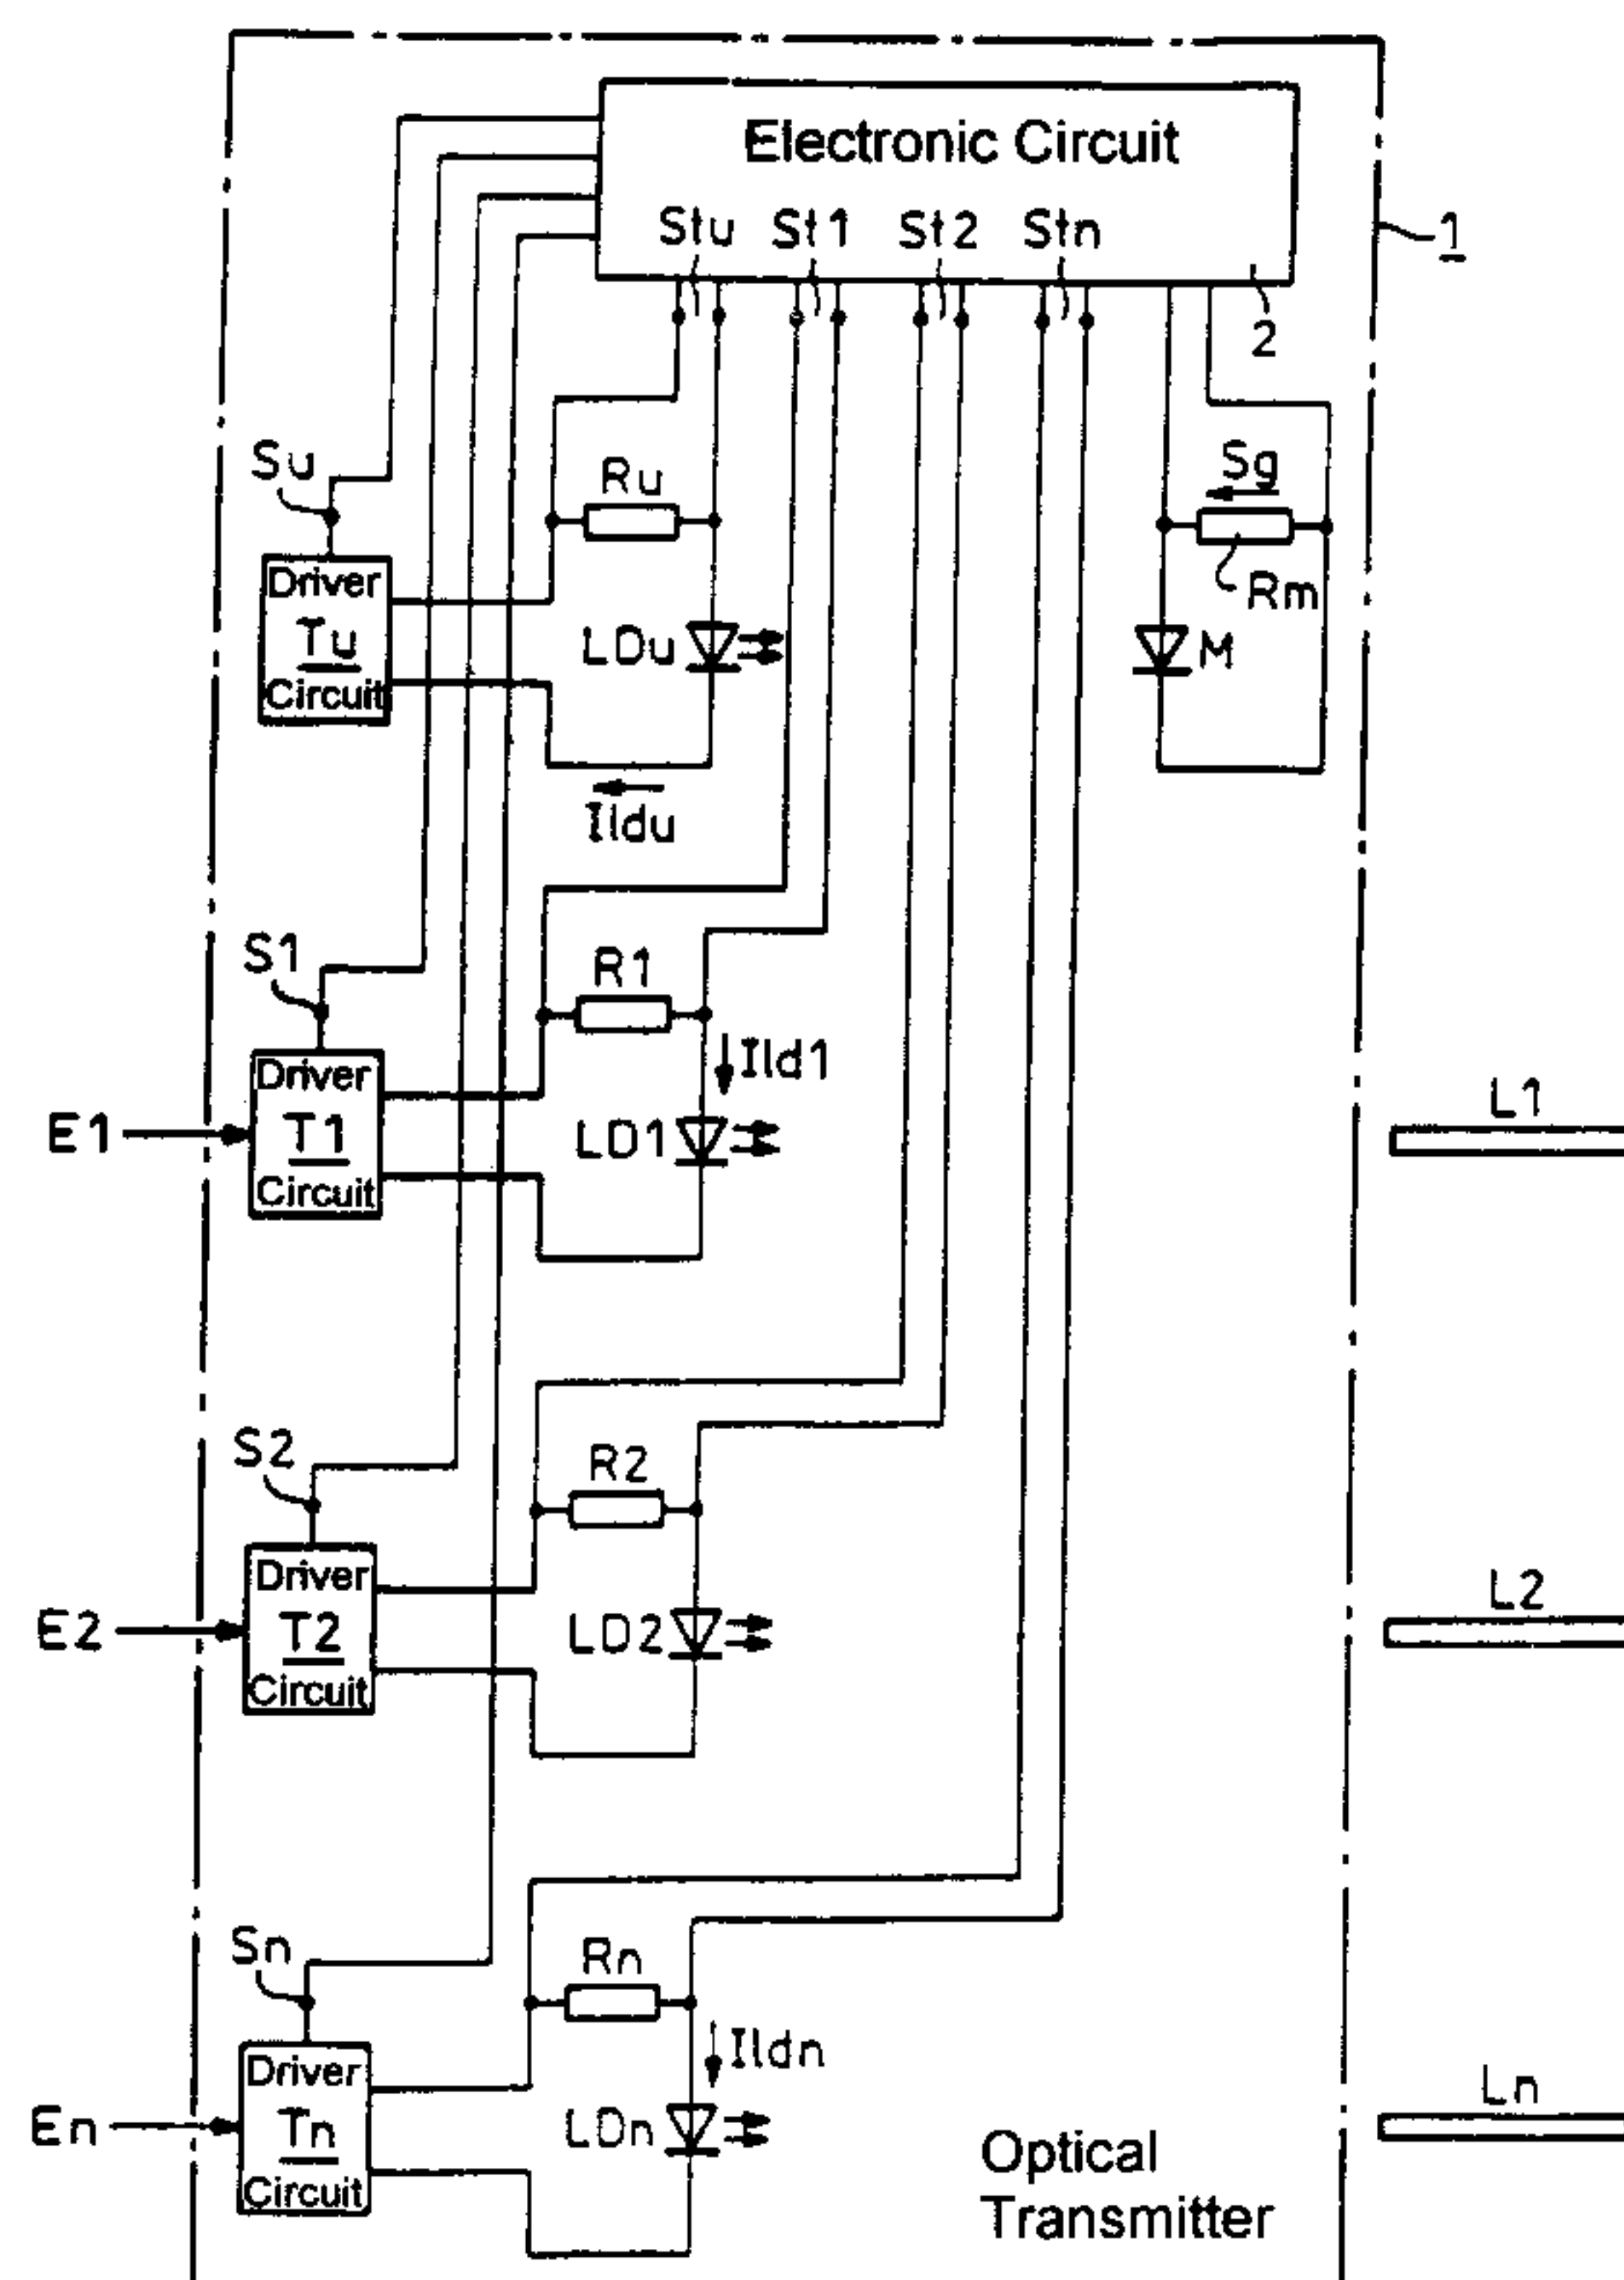 Electronic Circuit
Stu St1 St2 Stn
1
2
Su
Ru
Sg
Rm
Driver
Tu
Circuit
LDu
M
Ildu
S1
R1
Ild1
Driver
T1
Circuit
E1
LD1
L1
S2
R2
Driver
T2
Circuit
E2
LD2
L2
Sn
Rn
Ildn
Driver
Tn
Circuit
En
LDn
Ln
Optical
Transmitter